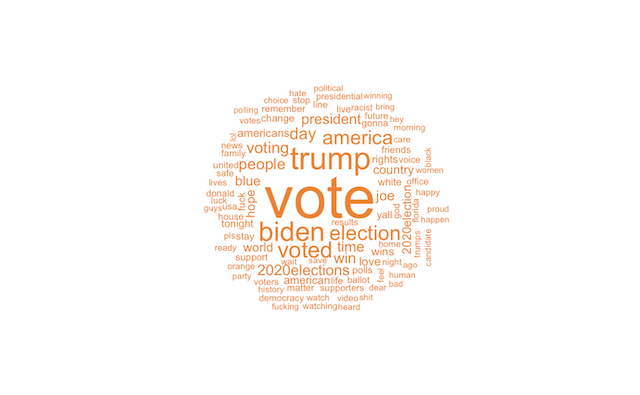 political
hate
presidential winning
choice stop
line
polling remember
live racist bring
votes change
president
future
gonna
hey
morning
lol
americans day
america
care
news
voting
friends
black
family
trump
rights voice
united people
country women
safe
lives blue
white office
donald
fuck
hope
vote
joe
happy
luck
guys usa
yall
god
2020election
florida
proud
house
results
happen
tonight
pls stay
biden election
ready world
voted time
home
wins
trumps
candidate
support
wait save win love night ago
orange
2020elections polls
feel
human
party
voters american life ballot
bad
history matter supporters dear
democracy watch video shit
fucking watching heard